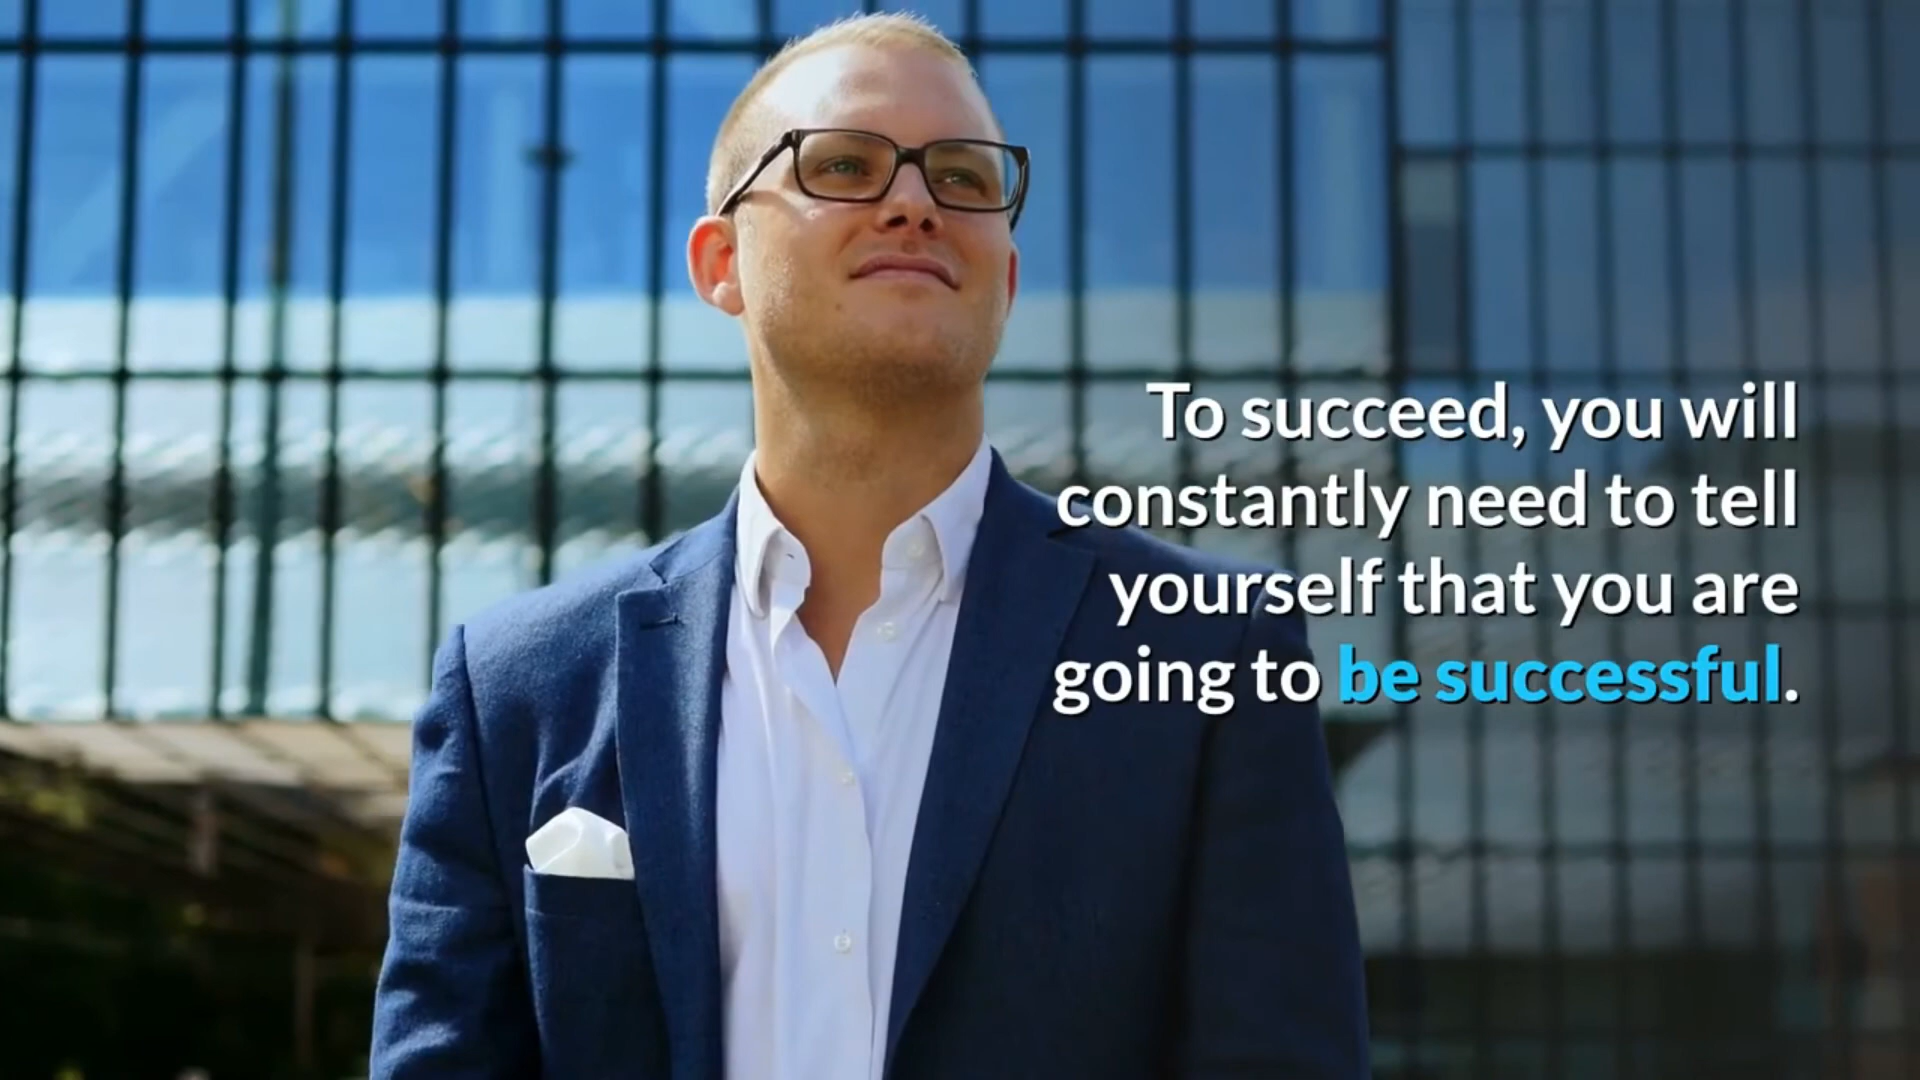 To succeed, you will
constantly need to tell
yourself that you are
going to be successful.